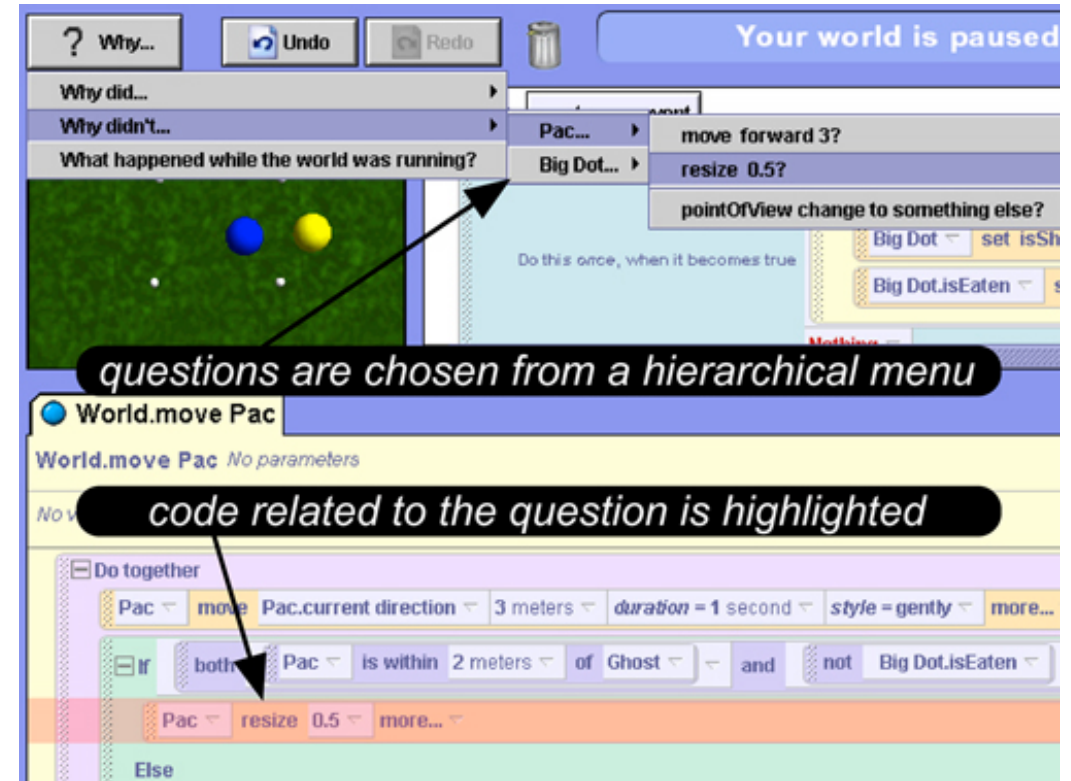 ? Why... Undo Redo Your world is paused
Why did...
Why didn't... Pac... move forward 3?
What happened while the world was running? Big Dot... resize 0.5?
pointOfView change to something else?
Big Dot set isSh
Do this once, when it becomes true
Big Dot.isEaten s
Nothing
questions are chosen from a hierarchical menu
World.move Pac
World.move Pac No parameters
No v
code related to the question is highlighted
Do together
Pac move Pac.current direction 3 meters duration = 1 second style = gently more...
If both Pac is within 2 meters of Ghost and not Big Dot.isEaten
Pac resize 0.5 more...
Else